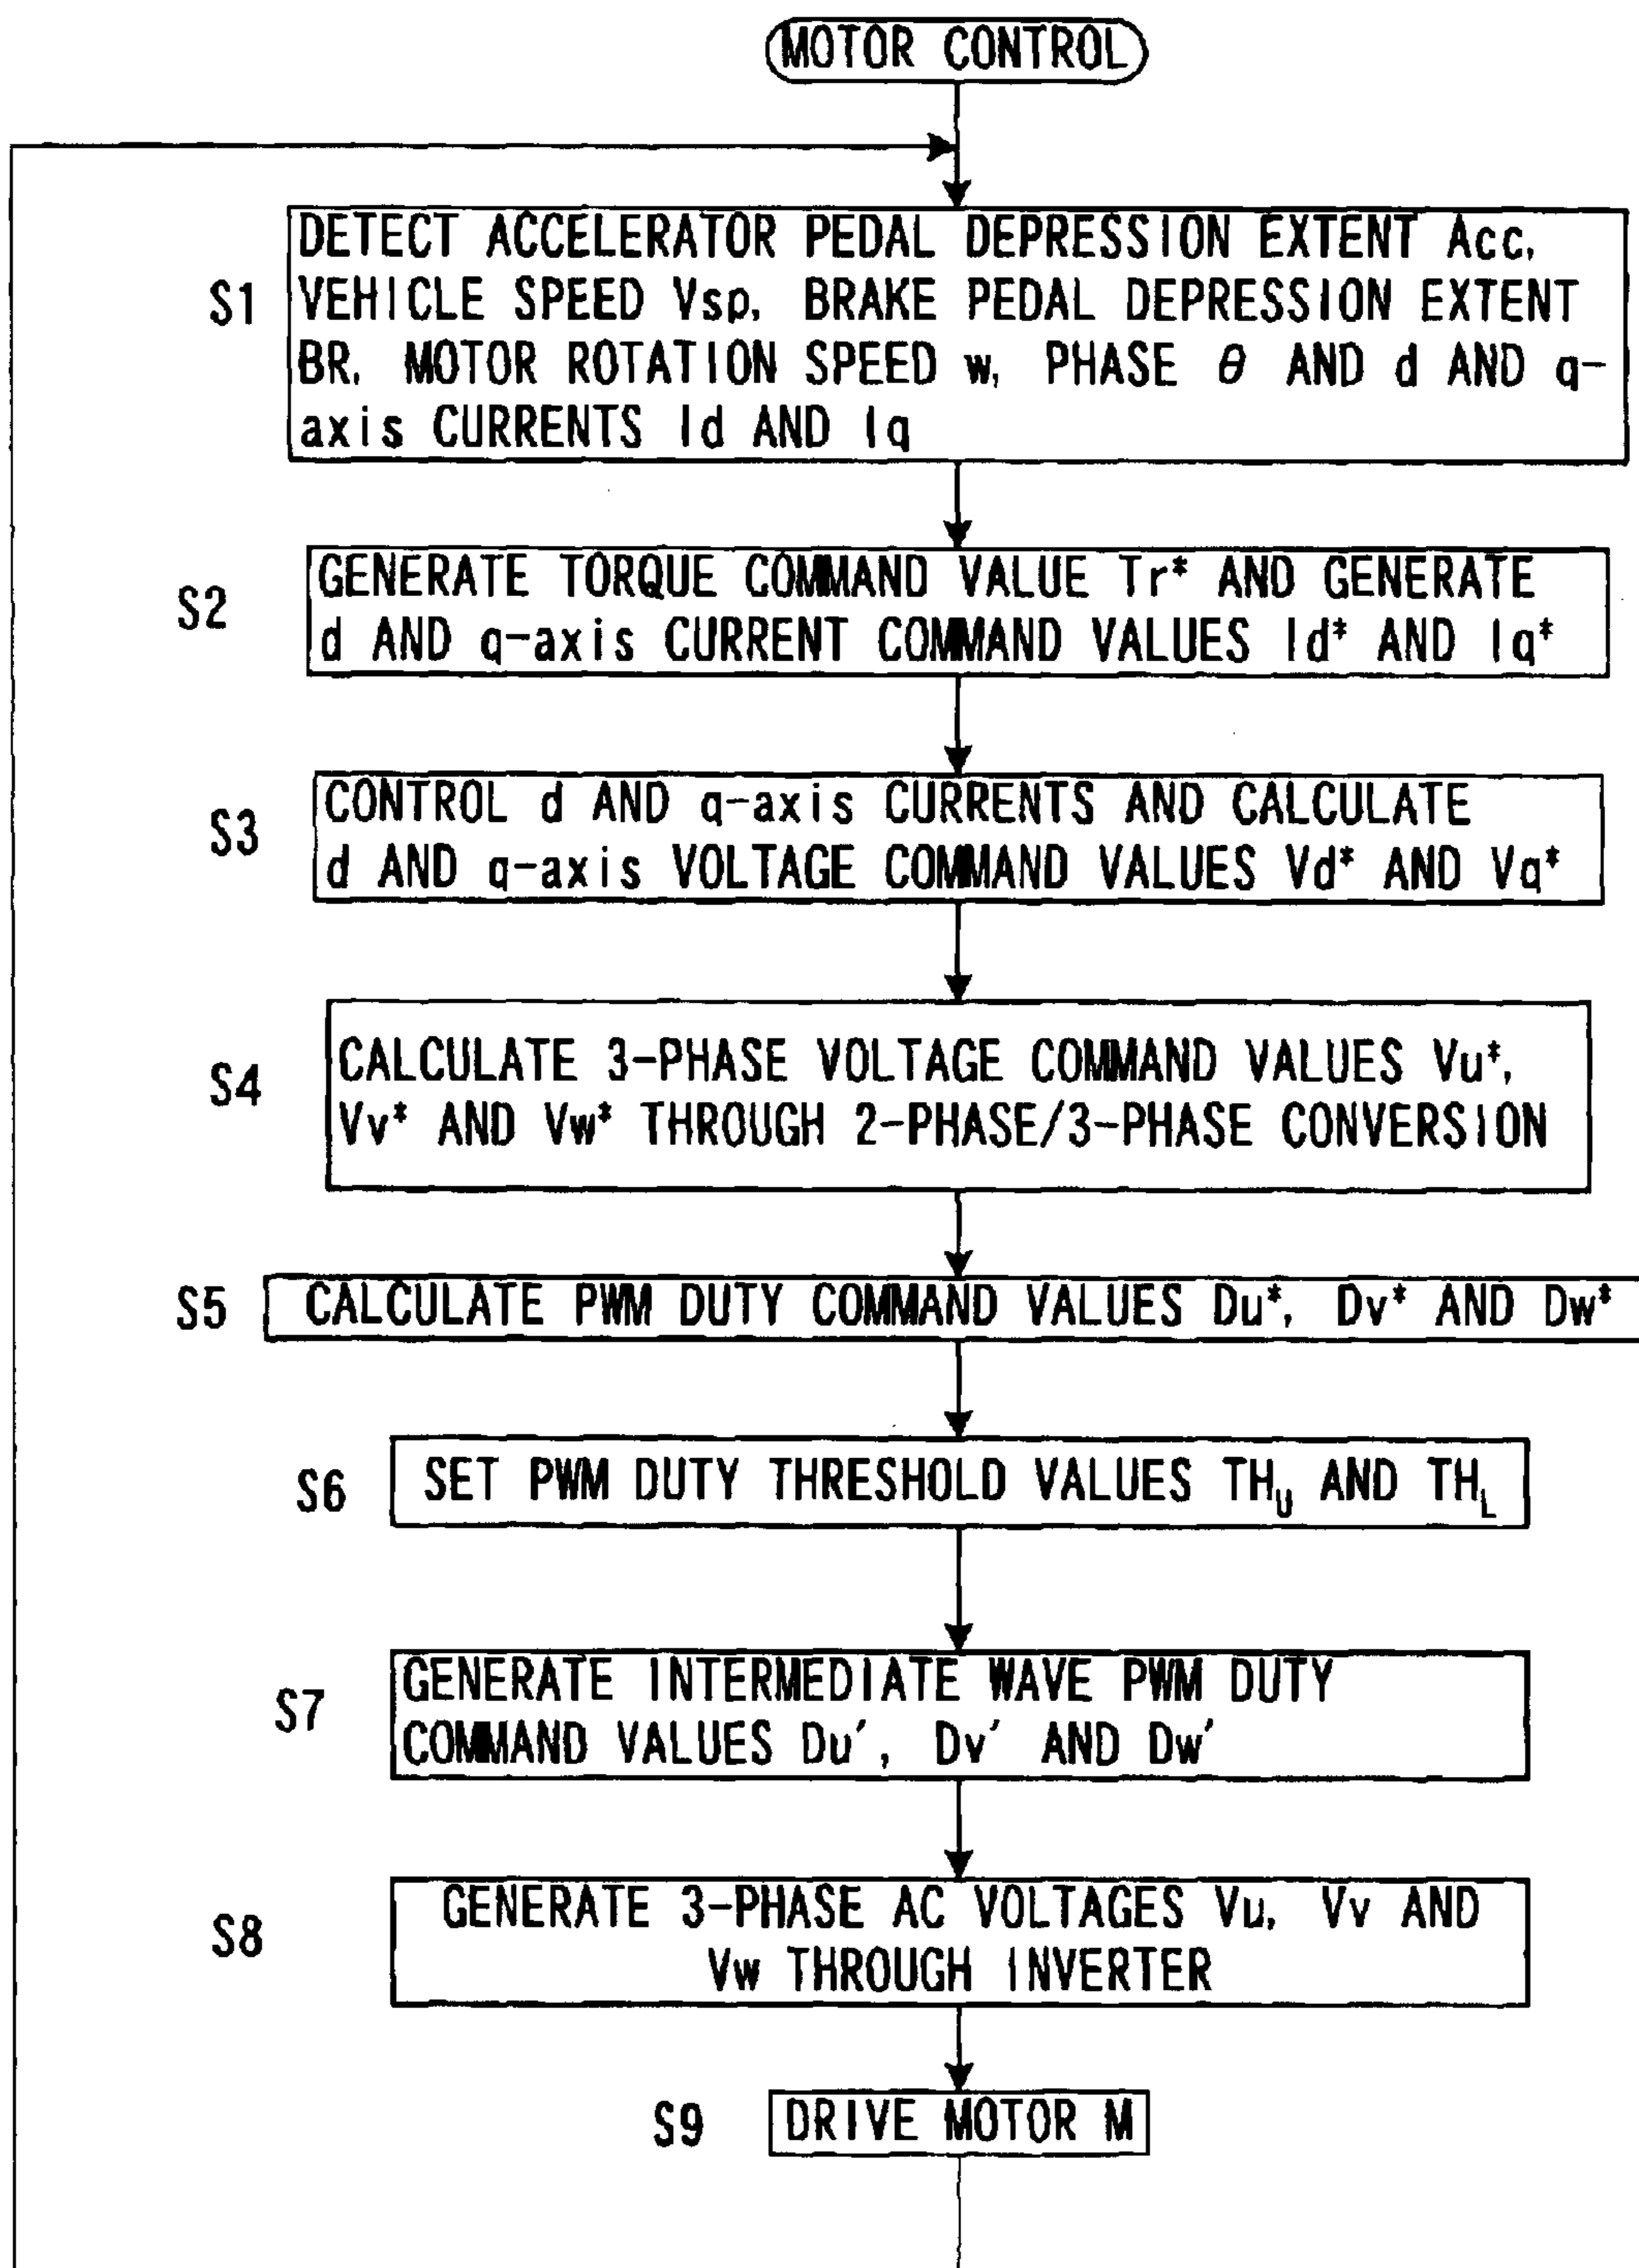 MOTOR CONTROL
S1
DETECT ACCELERATOR PEDAL DEPRESSION EXTENT Acc,
VEHICLE SPEED Vsp, BRAKE PEDAL DEPRESSION EXTENT
BR, MOTOR ROTATION SPEED w, PHASE θ AND d AND q-
axis CURRENTS Id AND Iq
S2
GENERATE TORQUE COMMAND VALUE Tr* AND GENERATE
d AND q-axis CURRENT COMMAND VALUES Id* AND Iq*
S3
CONTROL d AND q-axis CURRENTS AND CALCULATE
d AND q-axis VOLTAGE COMMAND VALUES Vd* AND Vq*
S4
CALCULATE 3-PHASE VOLTAGE COMMAND VALUES Vu*,
Vv* AND Vw* THROUGH 2-PHASE/3-PHASE CONVERSION
S5
CALCULATE PWM DUTY COMMAND VALUES Du*, Dv* AND Dw*
S6
SET PWM DUTY THRESHOLD VALUES TH_U AND TH_L
S7
GENERATE INTERMEDIATE WAVE PWM DUTY
COMMAND VALUES Du′, Dv′ AND Dw′
S8
GENERATE 3-PHASE AC VOLTAGES Vu, Vv AND
Vw THROUGH INVERTER
S9
DRIVE MOTOR M